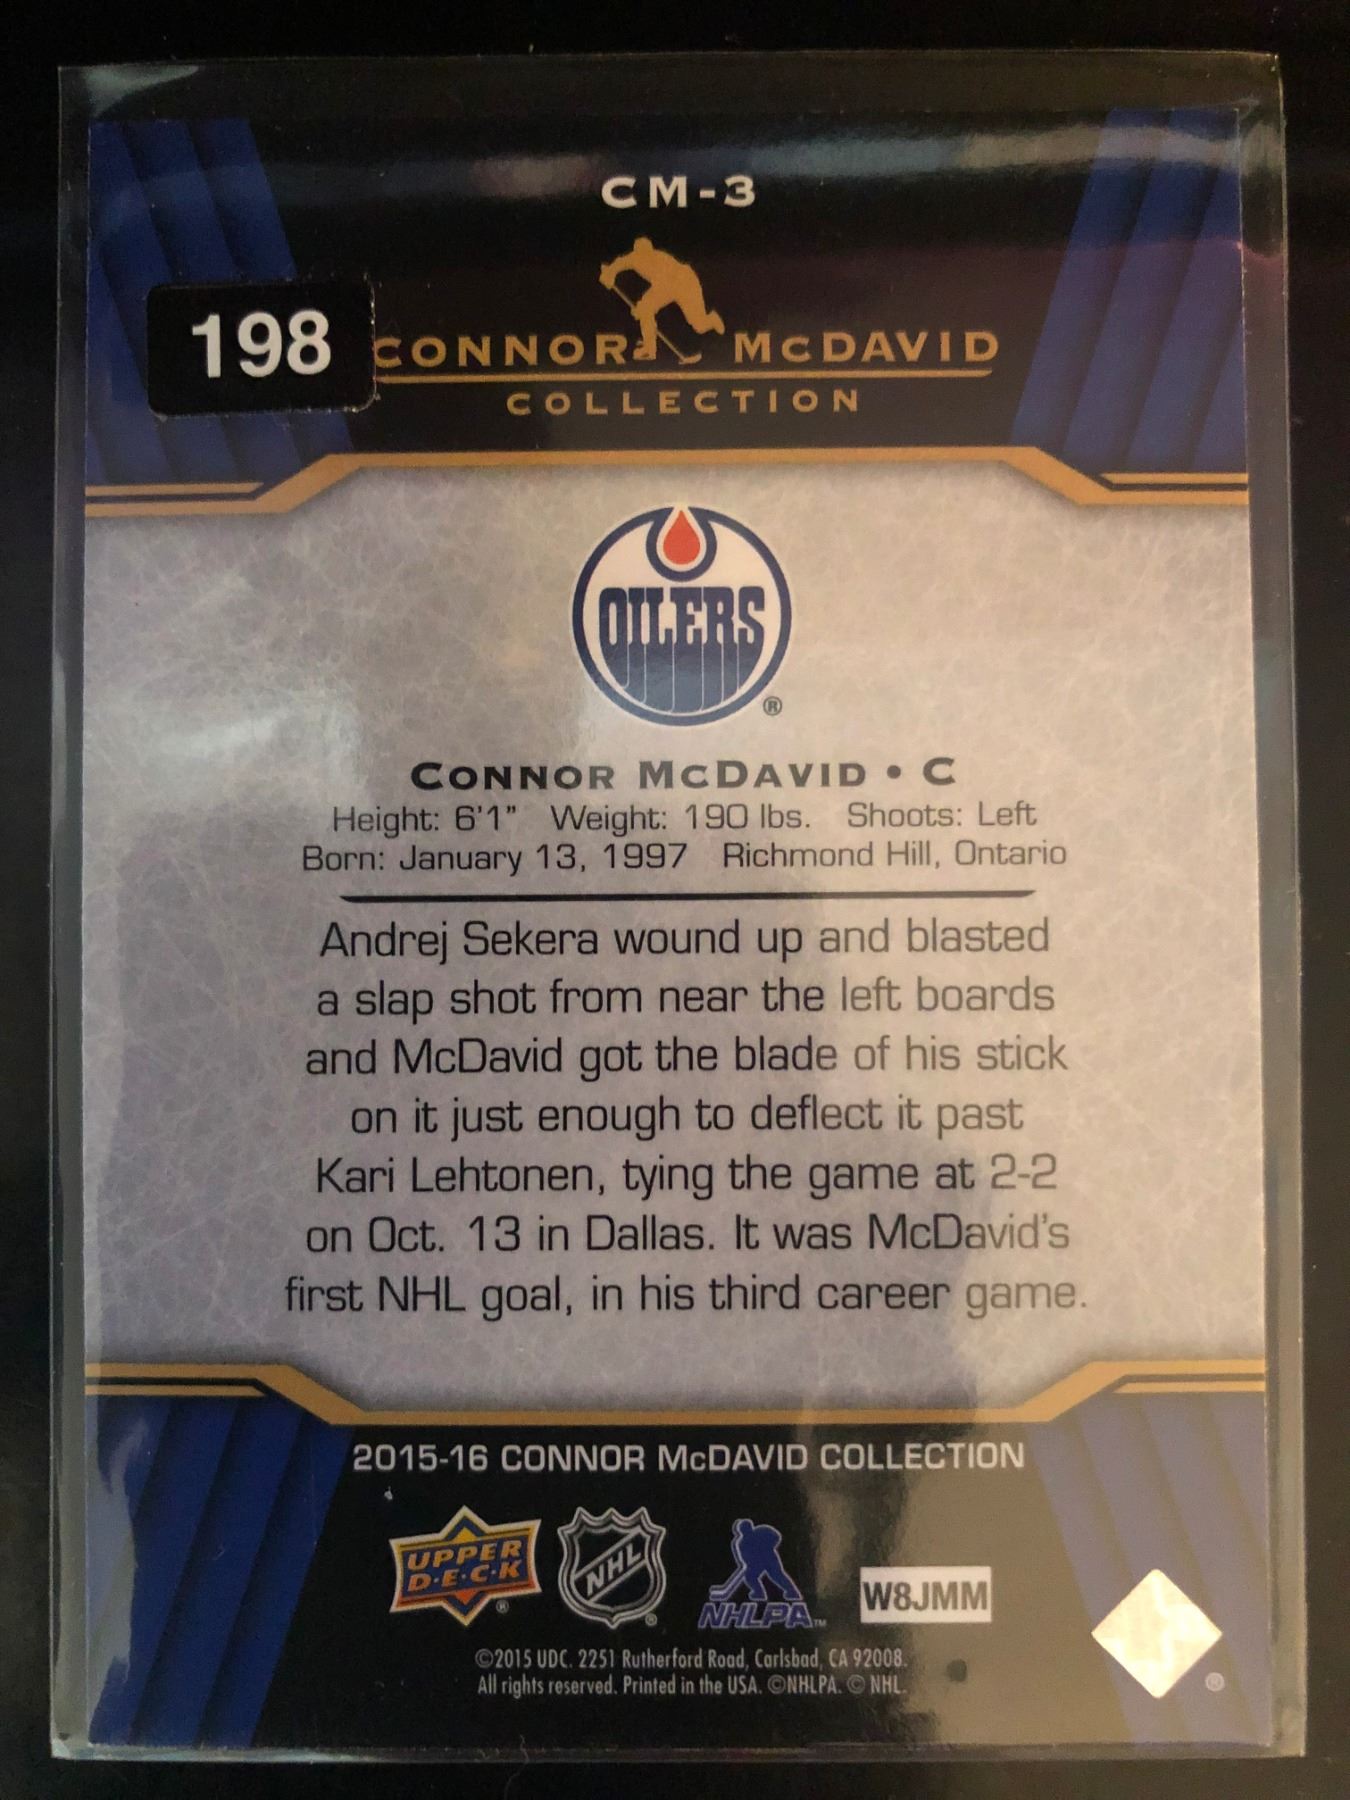 CM-3
198
CONNOR McDAVID
COLLECTION
OILERS
®
CONNOR McDAVID • C
Height: 6'1" Weight: 190 lbs. Shoots: Left
Born: January 13, 1997 Richmond Hill, Ontario
Andrej Sekera wound up and blasted
a slap shot from near the left boards
and McDavid got the blade of his stick
on it just enough to deflect it past
Kari Lehtonen, tying the game at 2-2
on Oct. 13 in Dallas. It was McDavid's
first NHL goal, in his third career game.
2015-16 CONNOR McDAVID COLLECTION
UPPER
D•E•C•K
®
NHL
®
NHLPA™
W8JMM
©2015 UDC. 2251 Rutherford Road, Carlsbad, CA 92008.
All rights reserved. Printed in the USA. ©NHLPA. © NHL.
®